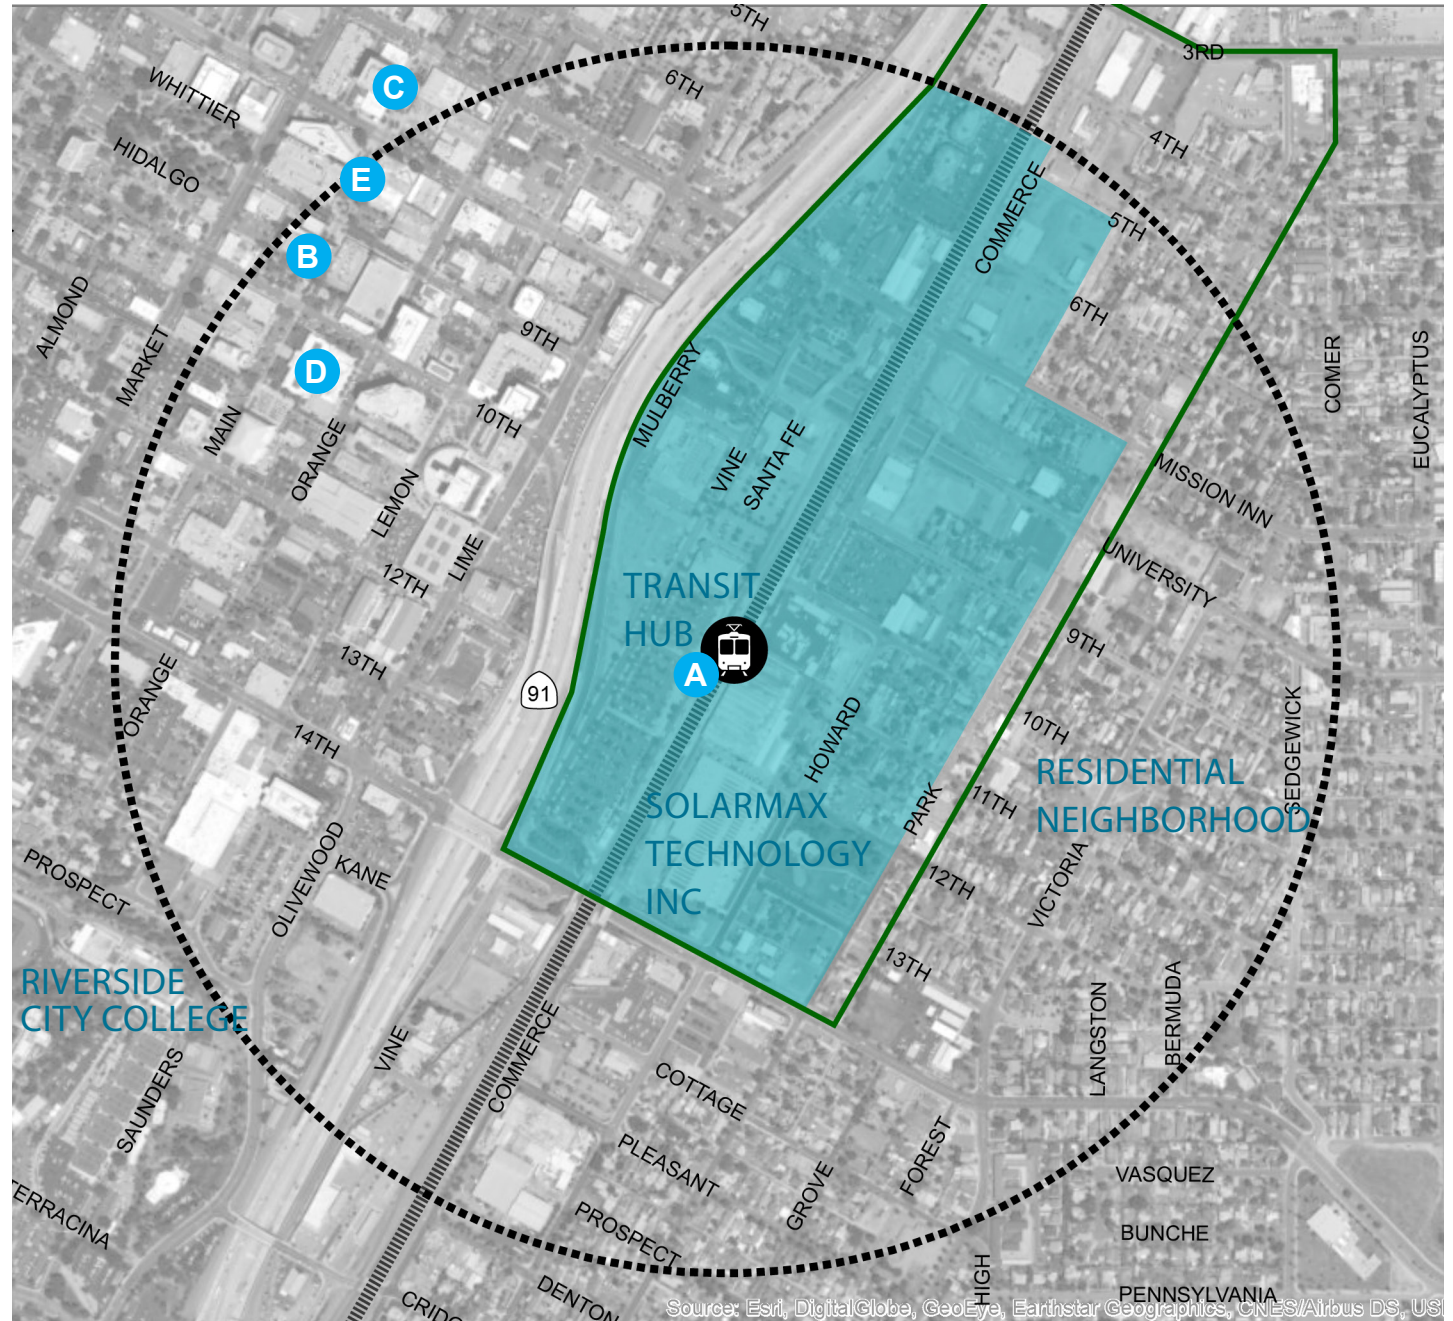 5TH
3RD
6TH
C
WHITTIER
4TH
HIDALGO
E
COMMERCE
5TH
B
6TH
ALMOND
MARKET
9TH
D
MULBERRY
COMER
EUCALYPTUS
MAIN
10TH
ORANGE
LEMON
VINE
SANTA FE
MISSION INN
LIME
12TH
UNIVERSITY
TRANSIT
HUB
9TH
13TH
A
91
ORANGE
14TH
10TH
HOWARD
SEDGEWICK
RESIDENTIAL
NEIGHBORHOOD
11TH
PARK
SOLARMAX
TECHNOLOGY
INC
PROSPECT
OLIVEWOOD
KANE
12TH
VICTORIA
13TH
RIVERSIDE
CITY COLLEGE
VINE
COMMERCE
LANGSTON
BERMUDA
SAUNDERS
COTTAGE
PLEASANT
GROVE
FOREST
VASQUEZ
TERRACINA
PROSPECT
BUNCHE
HIGH
DENTON
PENNSYLVANIA
Source: Esri, DigitalGlobe, GeoEye, Earthstar Geographics, CNES/Airbus DS,